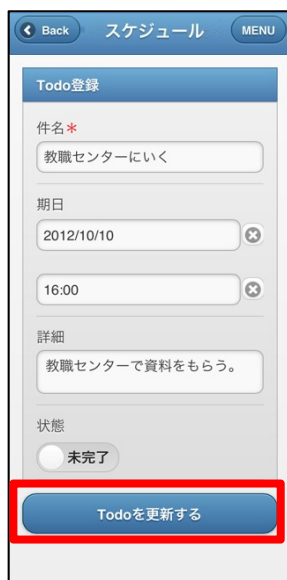 Back スケジュール MENU
Todo登録
件名*
教職センターにいく
期日
2012/10/10
16:00
詳細
教職センターで資料をもらう。
状態
未完了
Todoを更新する